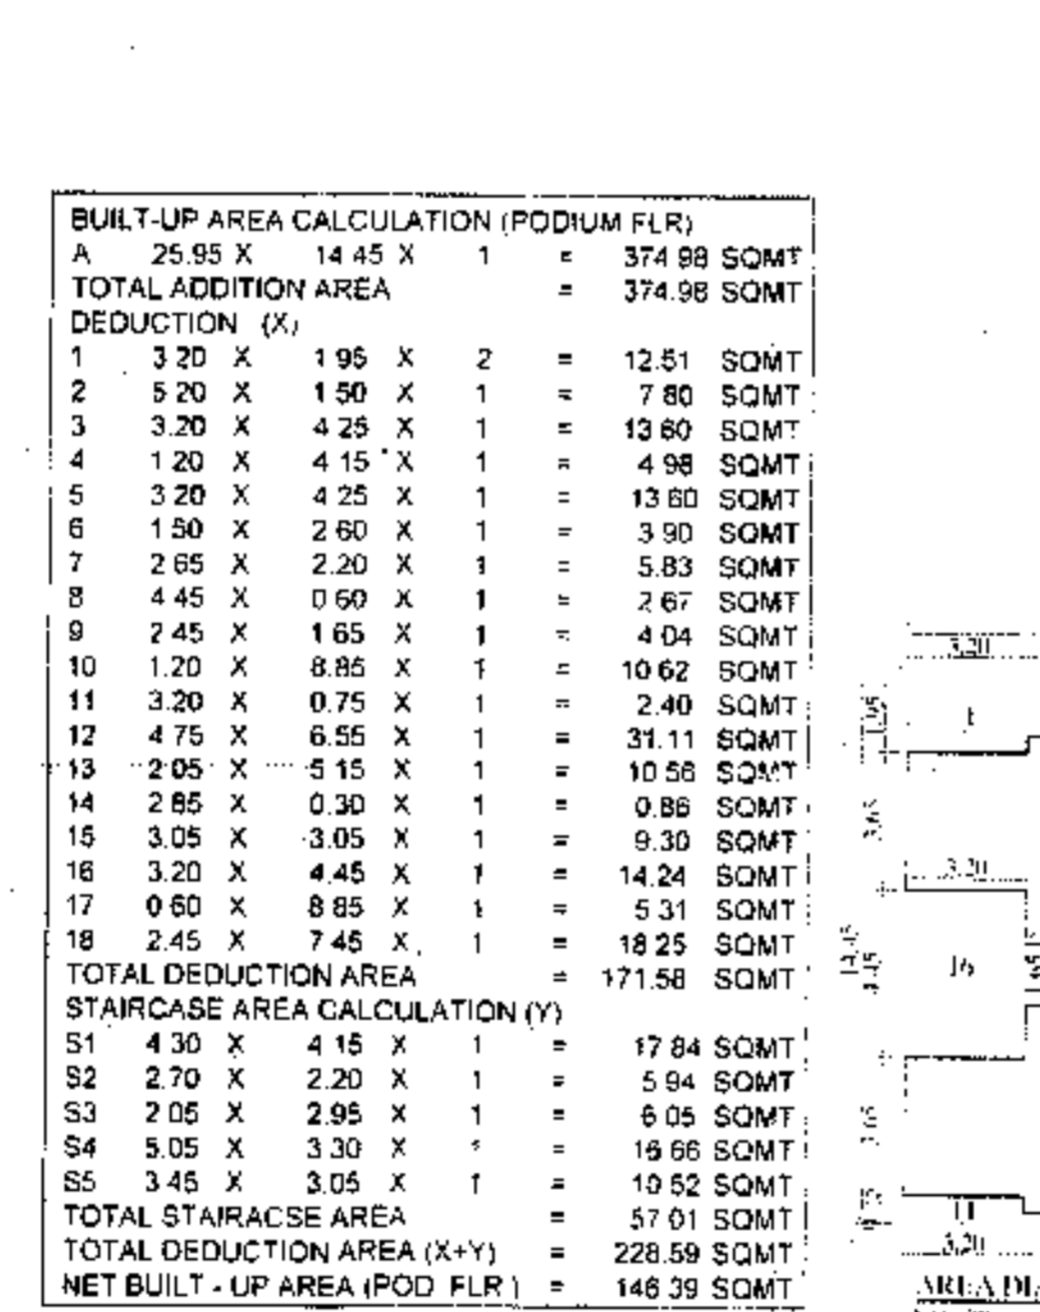 BUILT-UP AREA CALCULATION (PODIUM FLR)
A 25.95 X 14.45 X 1 = 374.98 SQMT
TOTAL ADDITION AREA = 374.98 SQMT
DEDUCTION (X)
1 3.20 X 1.95 X 2 = 12.51 SQMT
2 5.20 X 1.50 X 1 = 7.80 SQMT
3 3.20 X 4.25 X 1 = 13.60 SQMT
4 1.20 X 4.15 X 1 = 4.98 SQMT
5 3.20 X 4.25 X 1 = 13.60 SQMT
6 1.50 X 2.60 X 1 = 3.90 SQMT
7 2.65 X 2.20 X 1 = 5.83 SQMT
8 4.45 X 0.60 X 1 = 2.67 SQMT
9 2.45 X 1.65 X 1 = 4.04 SQMT
10 1.20 X 8.85 X 1 = 10.62 SQMT
11 3.20 X 0.75 X 1 = 2.40 SQMT
12 4.75 X 6.55 X 1 = 31.11 SQMT
13 2.05 X 5.15 X 1 = 10.56 SQMT
14 2.85 X 0.30 X 1 = 0.86 SQMT
15 3.05 X 3.05 X 1 = 9.30 SQMT
16 3.20 X 4.45 X 1 = 14.24 SQMT
17 0.60 X 8.85 X 1 = 5.31 SQMT
18 2.45 X 7.45 X 1 = 18.25 SQMT
TOTAL DEDUCTION AREA = 171.58 SQMT
STAIRCASE AREA CALCULATION (Y)
S1 4.30 X 4.15 X 1 = 17.84 SQMT
S2 2.70 X 2.20 X 1 = 5.94 SQMT
S3 2.05 X 2.95 X 1 = 6.05 SQMT
S4 5.05 X 3.30 X 1 = 16.66 SQMT
S5 3.45 X 3.05 X 1 = 10.52 SQMT
TOTAL STAIRACSE AREA = 57.01 SQMT
TOTAL DEDUCTION AREA (X+Y) = 228.59 SQMT
NET BUILT - UP AREA (POD FLR) = 146.39 SQMT
3.20
1.95
1
3.65
3.20
14.45
4.45
16
3.65
11
3.20
AREA